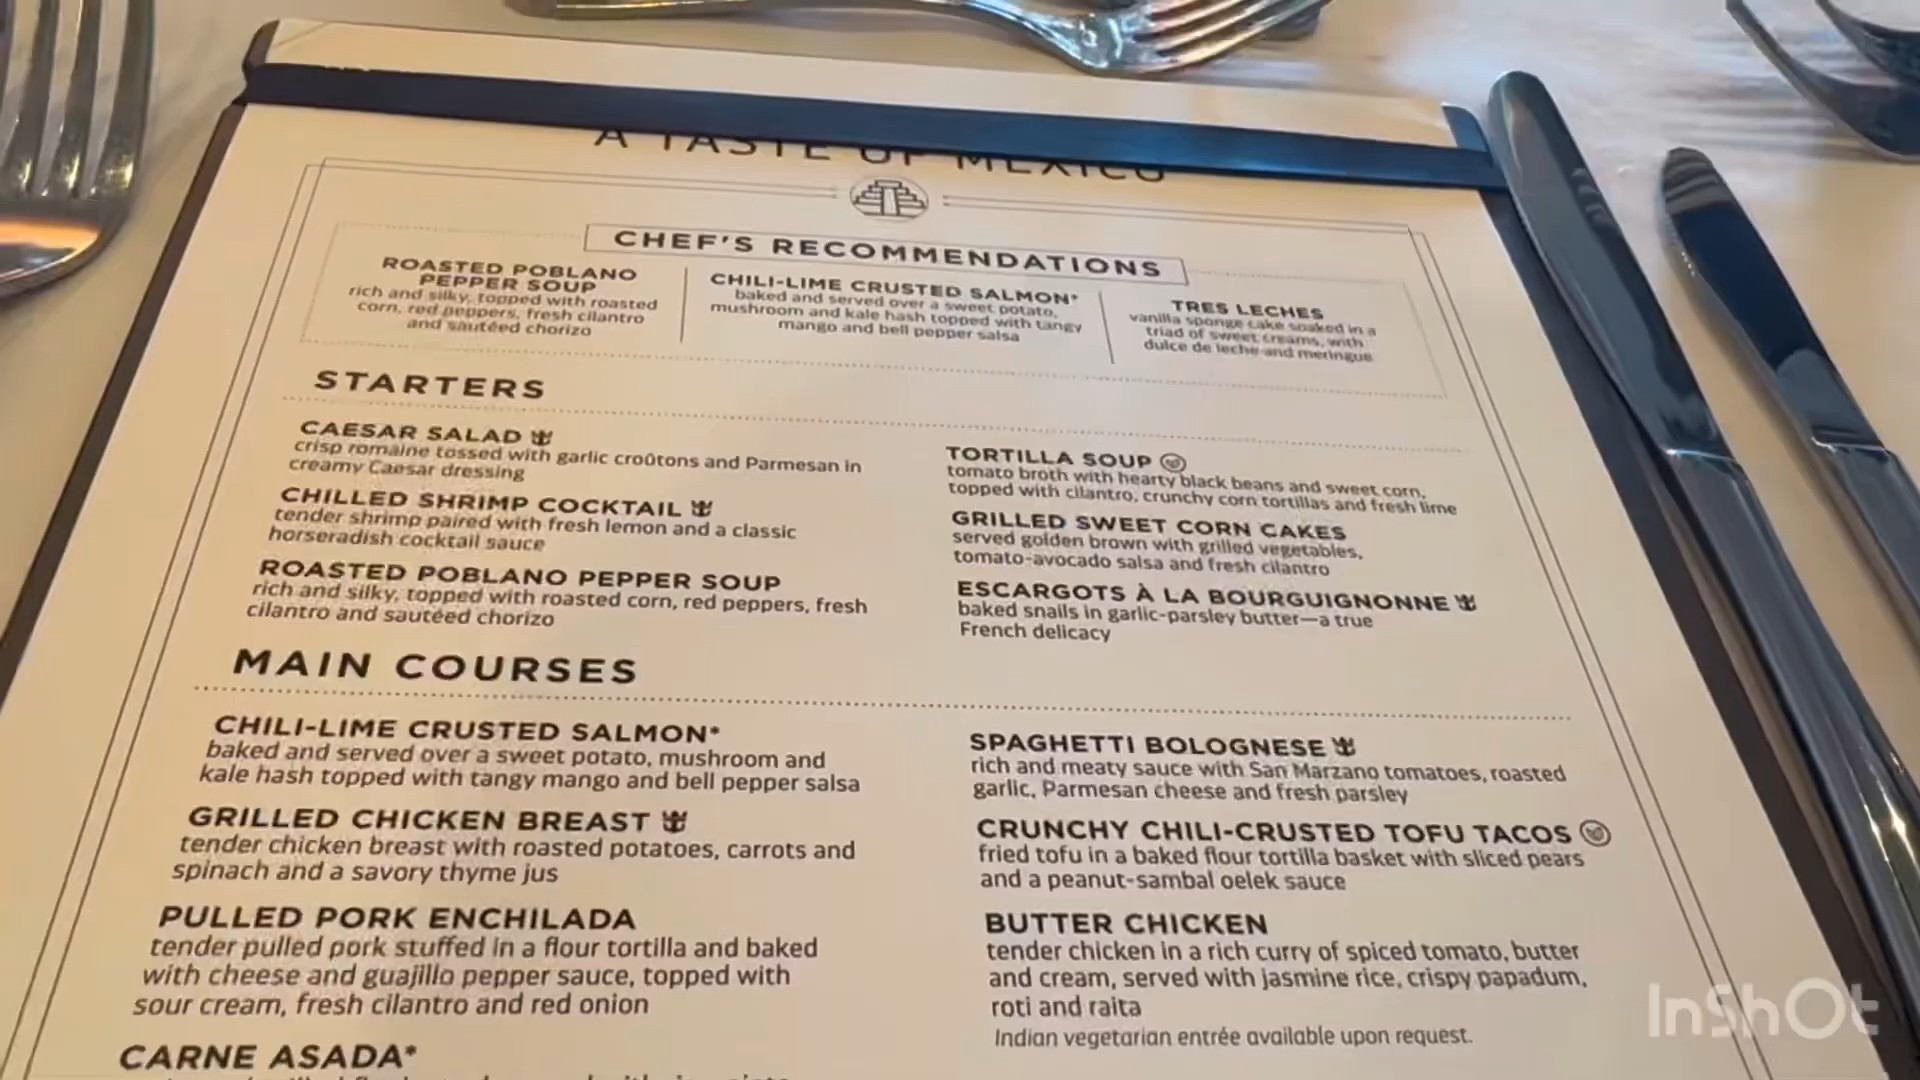 A TASTE OF MEXICO
CHEF'S RECOMMENDATIONS
ROASTED POBLANO
PEPPER SOUP
rich and silky, topped with roasted
corn, red peppers, fresh cilantro
and sautéed chorizo
CHILI-LIME CRUSTED SALMON*
baked and served over a sweet potato,
mushroom and kale hash topped with tangy
mango and bell pepper salsa
TRES LECHES
vanilla sponge cake soaked in a
triad of sweet creams, with
dulce de leche and meringue
STARTERS
CAESAR SALAD
crisp romaine tossed with garlic croûtons and Parmesan in
creamy Caesar dressing
CHILLED SHRIMP COCKTAIL
tender shrimp paired with fresh lemon and a classic
horseradish cocktail sauce
ROASTED POBLANO PEPPER SOUP
rich and silky, topped with roasted corn, red peppers, fresh
cilantro and sautéed chorizo
TORTILLA SOUP
tomato broth with hearty black beans and sweet corn,
topped with cilantro, crunchy corn tortillas and fresh lime
GRILLED SWEET CORN CAKES
served golden brown with grilled vegetables,
tomato-avocado salsa and fresh cilantro
ESCARGOTS À LA BOURGUIGNONNE
baked snails in garlic-parsley butter—a true
French delicacy
MAIN COURSES
CHILI-LIME CRUSTED SALMON*
baked and served over a sweet potato, mushroom and
kale hash topped with tangy mango and bell pepper salsa
GRILLED CHICKEN BREAST
tender chicken breast with roasted potatoes, carrots and
spinach and a savory thyme jus
PULLED PORK ENCHILADA
tender pulled pork stuffed in a flour tortilla and baked
with cheese and guajillo pepper sauce, topped with
sour cream, fresh cilantro and red onion
CARNE ASADA*
SPAGHETTI BOLOGNESE
rich and meaty sauce with San Marzano tomatoes, roasted
garlic, Parmesan cheese and fresh parsley
CRUNCHY CHILI-CRUSTED TOFU TACOS
fried tofu in a baked flour tortilla basket with sliced pears
and a peanut-sambal oelek sauce
BUTTER CHICKEN
tender chicken in a rich curry of spiced tomato, butter
and cream, served with jasmine rice, crispy papadum,
roti and raita
Indian vegetarian entrée available upon request.
InShOt